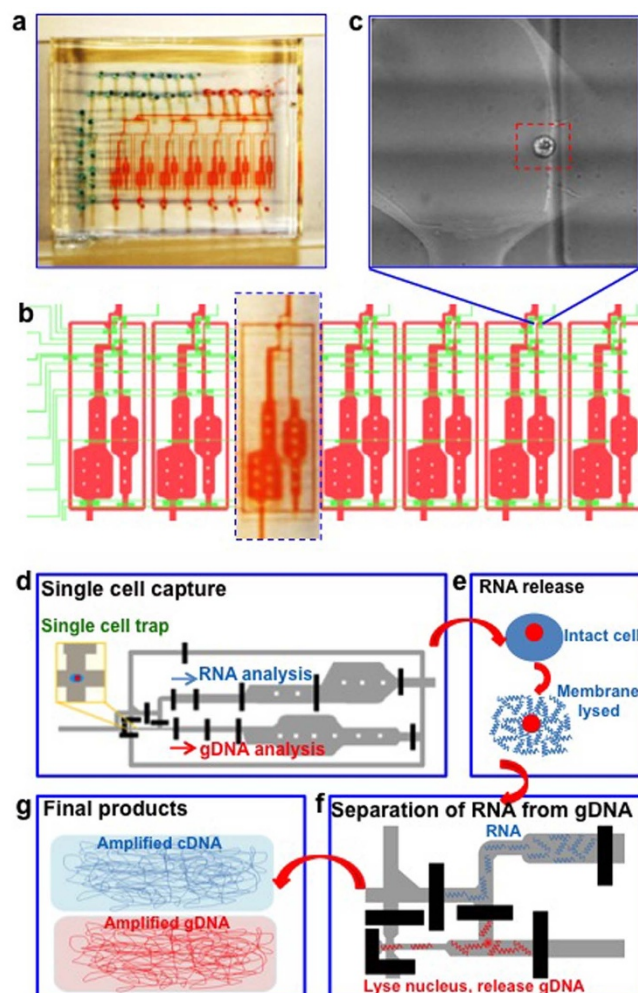 a
c
b
d
Single cell capture
Single cell trap
RNA analysis
gDNA analysis
e
RNA release
Intact cell
Membrane
lysed
g
Final products
Amplified cDNA
Amplified gDNA
f
Separation of RNA from gDNA
RNA
Lyse nucleus, release gDNA